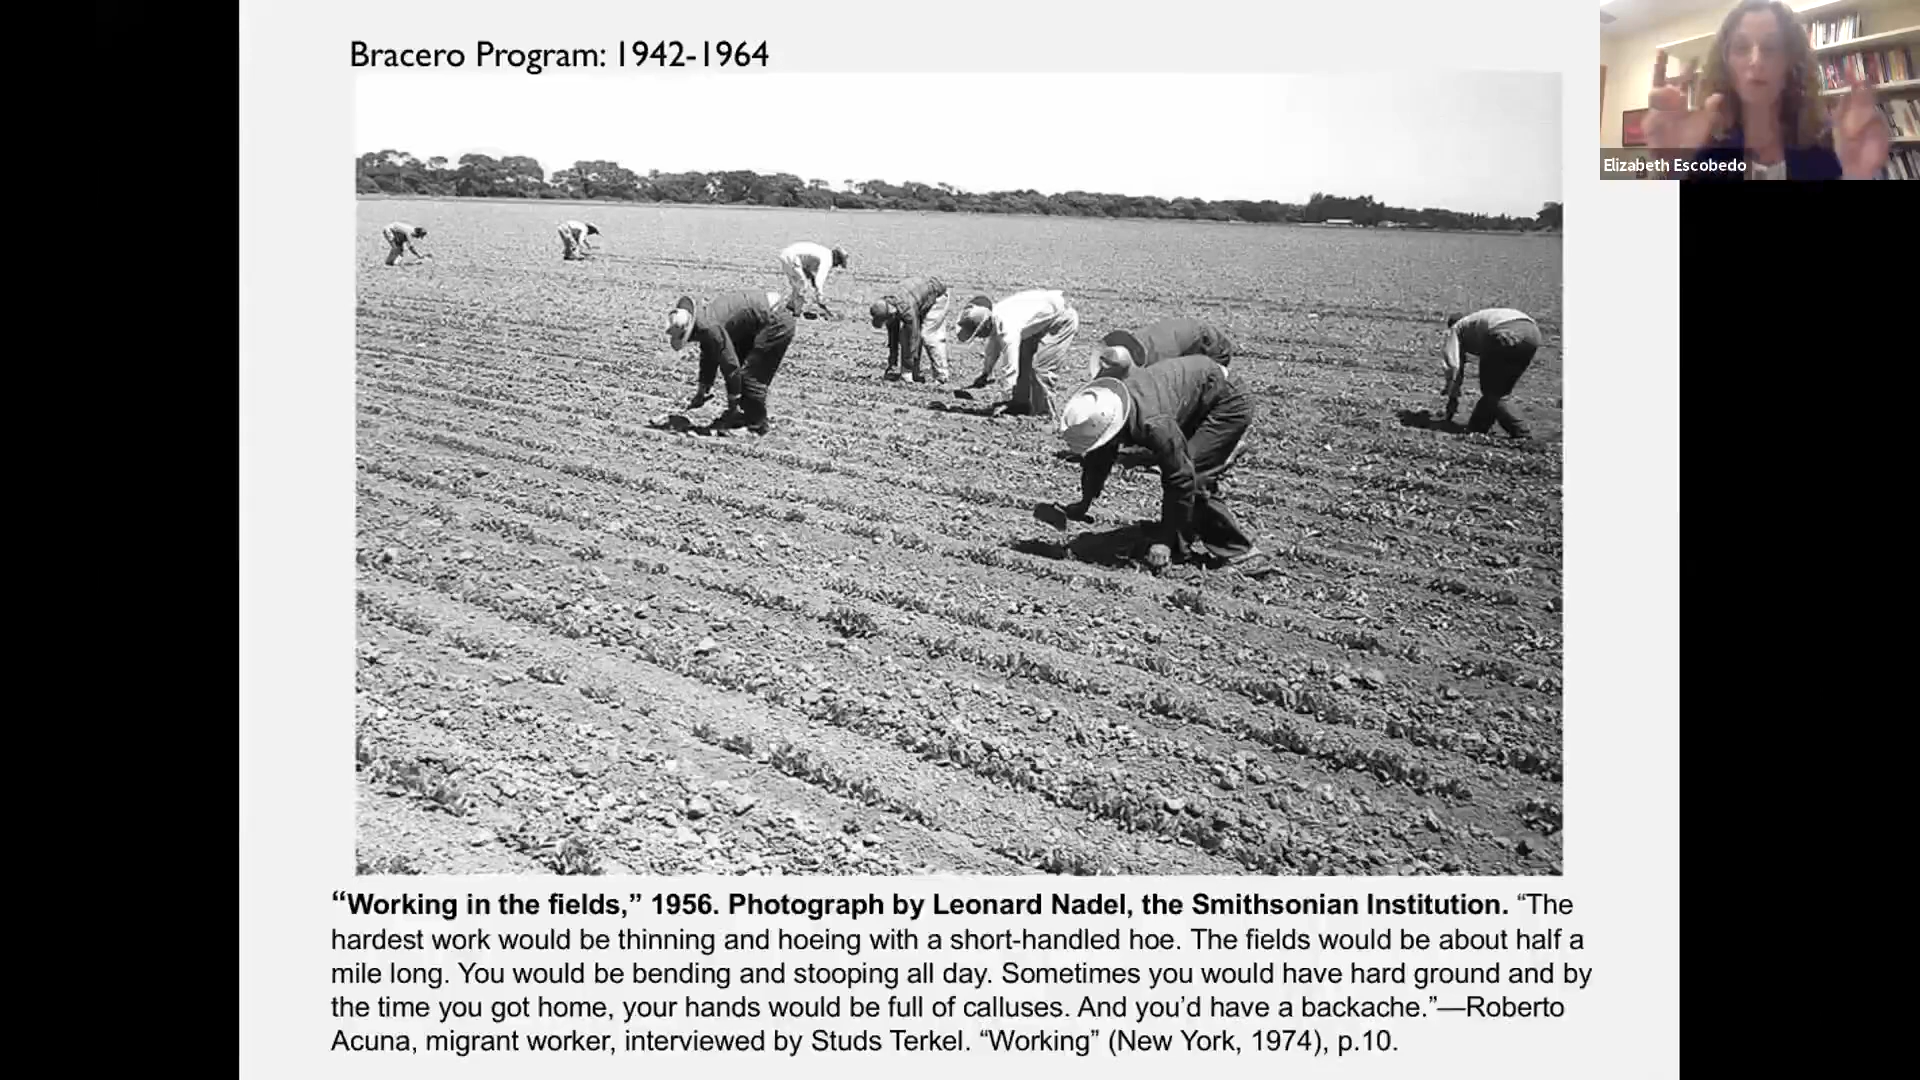 Bracero Program: 1942-1964
Elizabeth Escobedo
“Working in the fields,” 1956. Photograph by Leonard Nadel, the Smithsonian Institution. “The
hardest work would be thinning and hoeing with a short-handled hoe. The fields would be about half a
mile long. You would be bending and stooping all day. Sometimes you would have hard ground and by
the time you got home, your hands would be full of calluses. And you’d have a backache.”—Roberto
Acuna, migrant worker, interviewed by Studs Terkel. “Working” (New York, 1974), p.10.